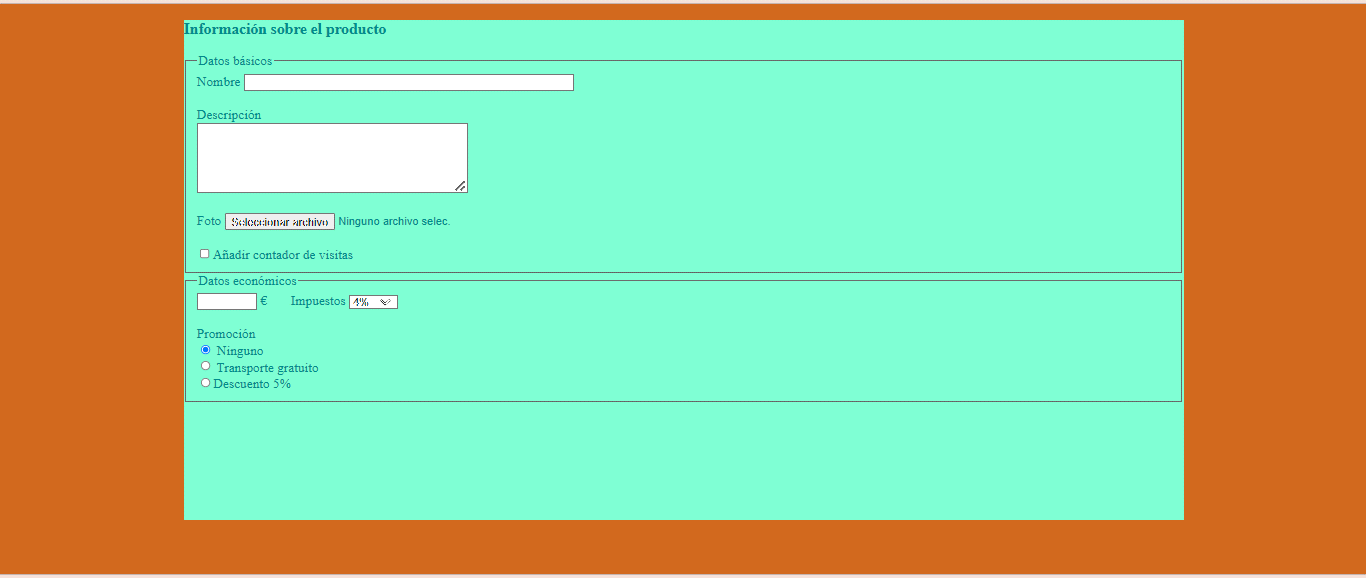 Información sobre el producto
Datos básicos
Nombre
Descripción
Foto Seleccionar archivo Ninguno archivo selec.
Añadir contador de visitas
Datos económicos
€ Impuestos 4%
Promoción
Ninguno
Transporte gratuito
Descuento 5%